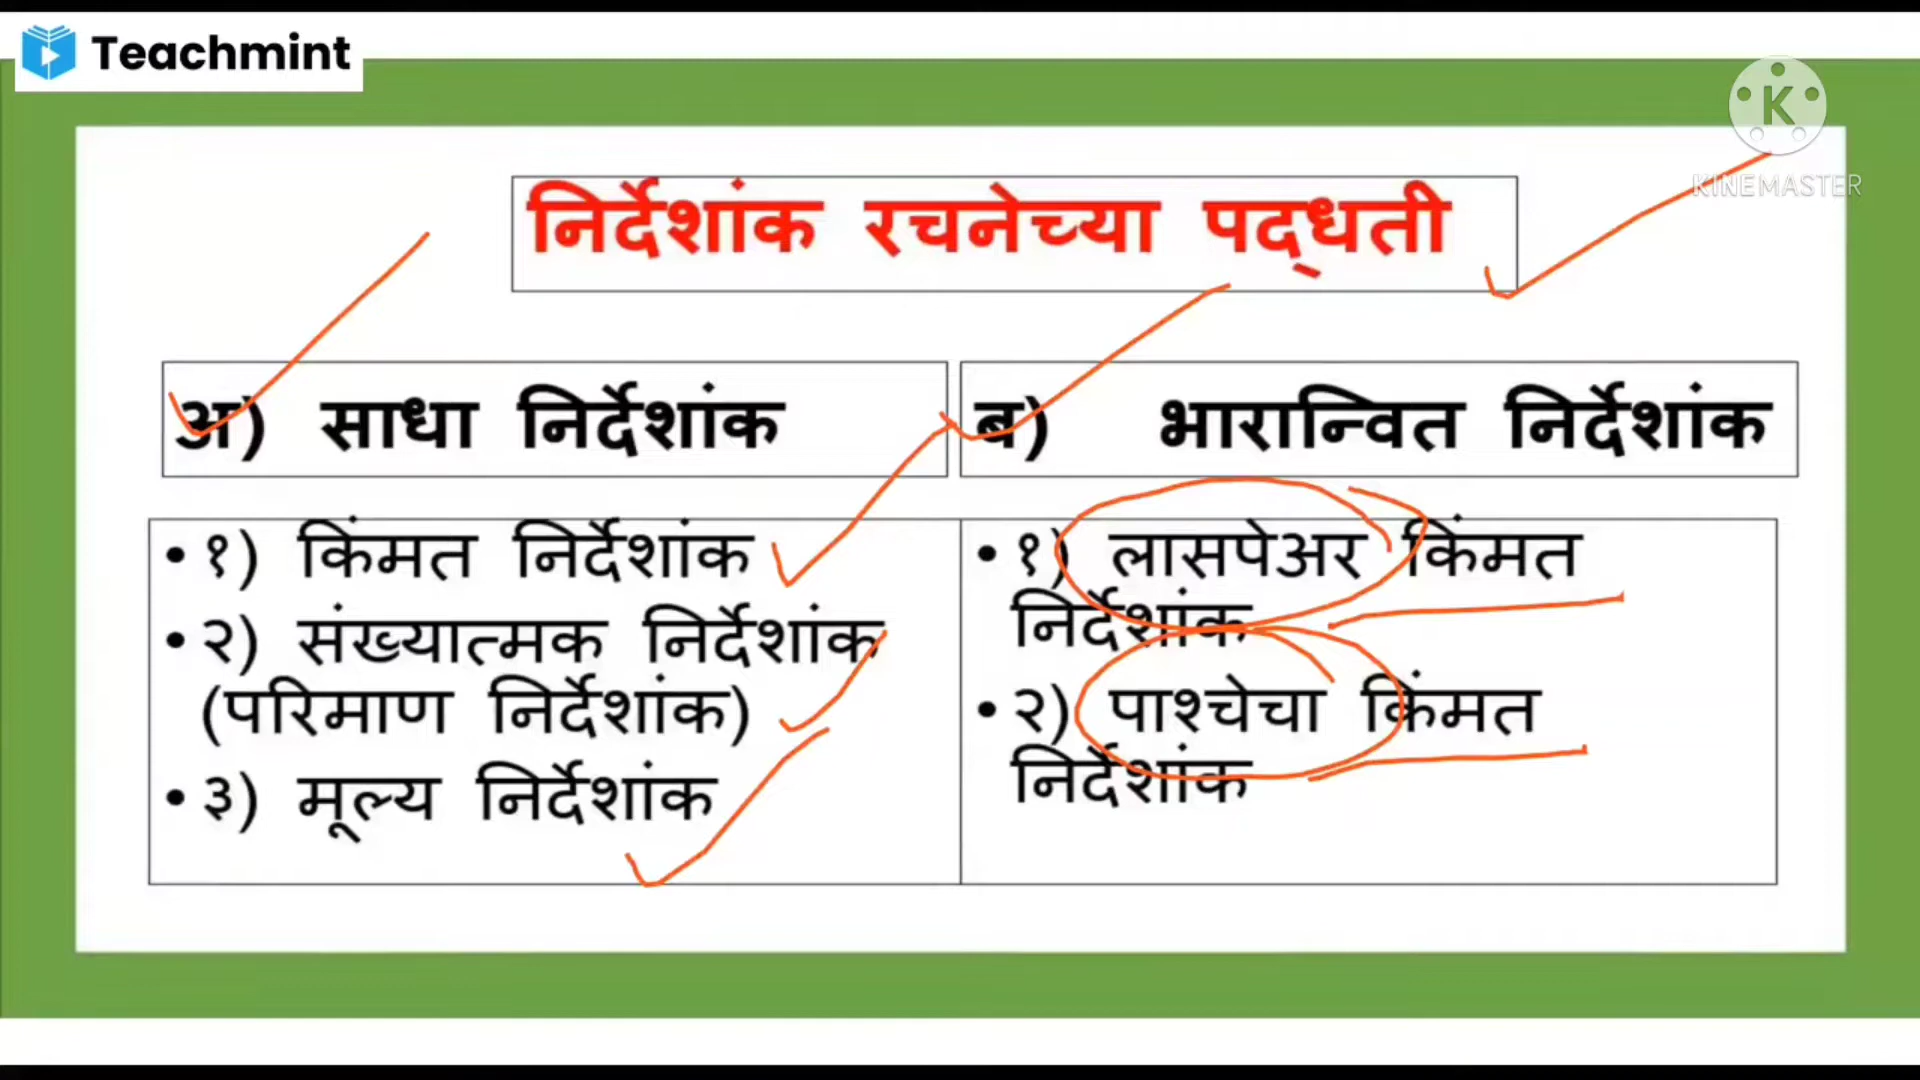 Teachmint
KINEMASTER
निर्देशांक रचनेच्या पद्धती
अ) साधा निर्देशांक
ब) भारान्वित निर्देशांक
• १) किंमत निर्देशांक
• २) संख्यात्मक निर्देशांक
(परिमाण निर्देशांक)
• ३) मूल्य निर्देशांक
• १) लासपेअर किंमत
निर्देशांक
• २) पाश्चेचा किंमत
निर्देशांक